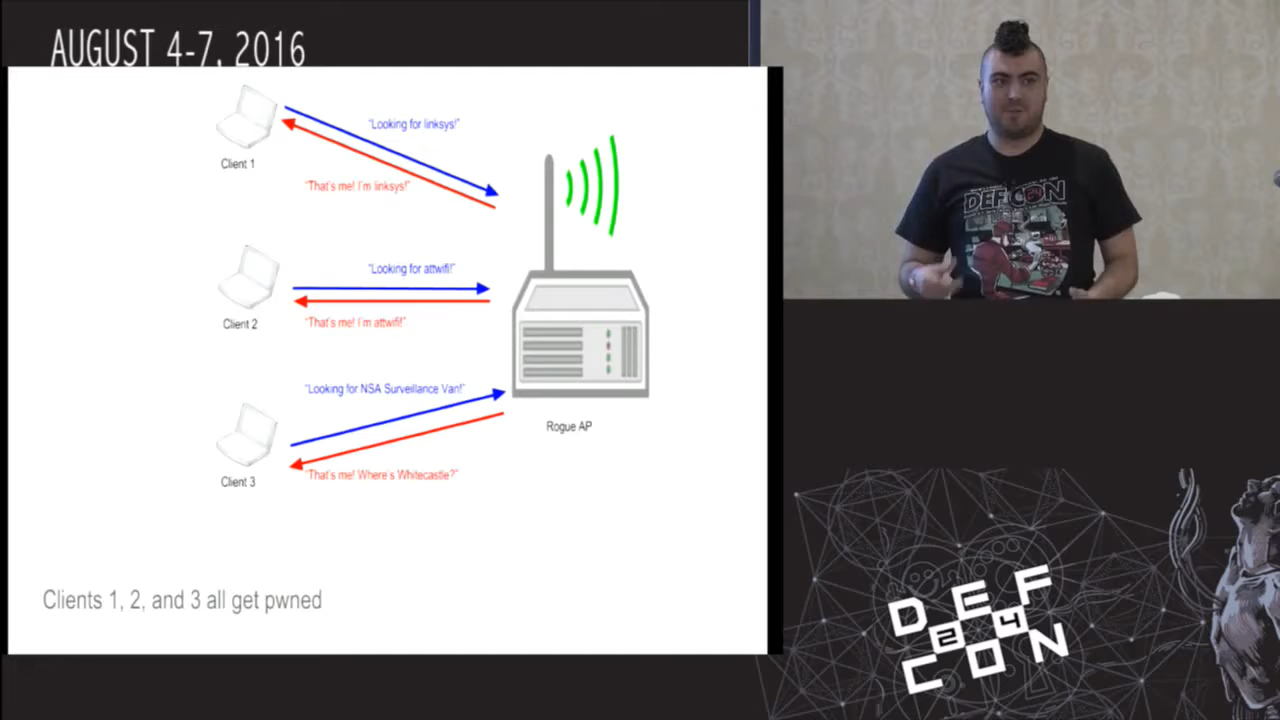 AUGUST 4-7, 2016
"Looking for linksys!"
Client 1
"That's me! I'm linksys!"
"Looking for attwifi!"
Client 2
"That's me! I'm attwifi!"
"Looking for NSA Surveillance Van!"
Rogue AP
"That's me! Where's Whitecastle?"
Client 3
Clients 1, 2, and 3 all get pwned
DEFCON
DEF
24
CON